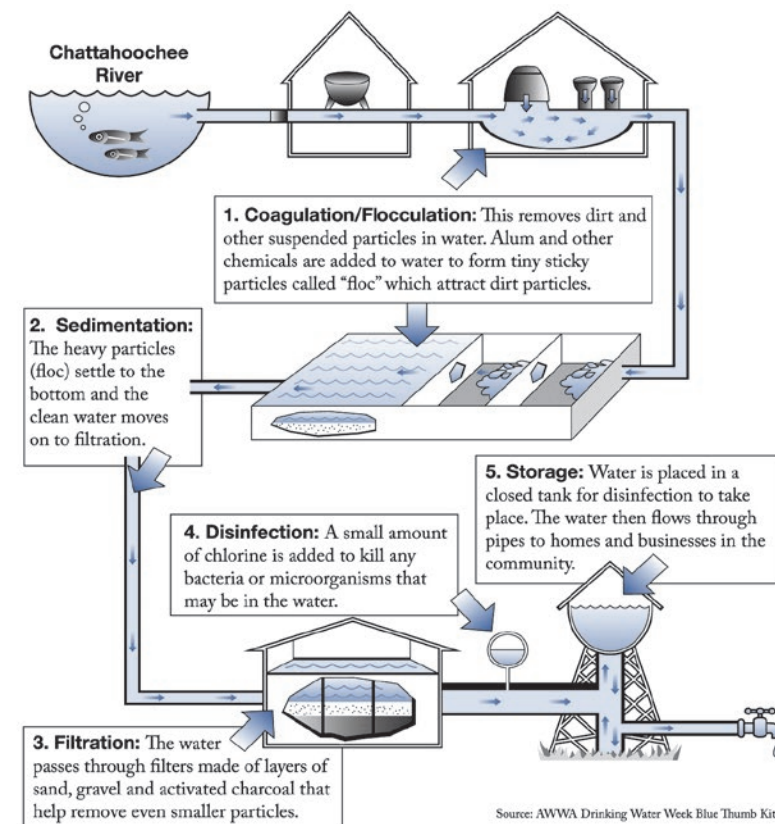 Chattahoochee
River
1. Coagulation/Flocculation: This removes dirt and
other suspended particles in water. Alum and other
chemicals are added to water to form tiny sticky
particles called “floc” which attract dirt particles.
2. Sedimentation:
The heavy particles
(floc) settle to the
bottom and the
clean water moves
on to filtration.
5. Storage: Water is placed in a
closed tank for disinfection to take
place. The water then flows through
pipes to homes and businesses in the
community.
4. Disinfection: A small amount
of chlorine is added to kill any
bacteria or microorganisms that
may be in the water.
3. Filtration: The water
passes through filters made of layers of
sand, gravel and activated charcoal that
help remove even smaller particles.
Source: AWWA Drinking Water Week Blue Thumb Kit